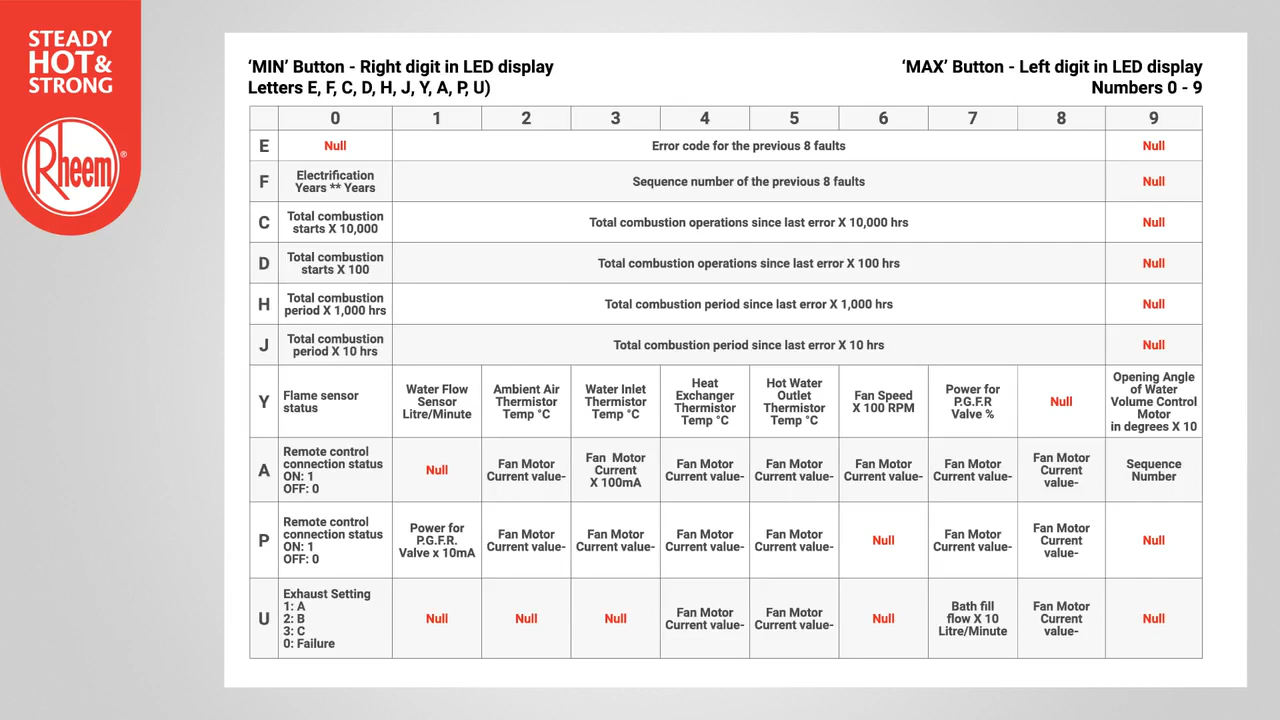 STEADY
HOT&
STRONG
Rheem®
‘MIN’ Button - Right digit in LED display
Letters E, F, C, D, H, J, Y, A, P, U)
‘MAX’ Button - Left digit in LED display
Numbers 0 - 9
0 1 2 3 4 5 6 7 8 9
E Null Error code for the previous 8 faults Null
F Electrification
Years ** Years
Sequence number of the previous 8 faults Null
C Total combustion
starts X 10,000
Total combustion operations since last error X 10,000 hrs Null
D Total combustion
starts X 100
Total combustion operations since last error X 100 hrs Null
H Total combustion
period X 1,000 hrs
Total combustion period since last error X 1,000 hrs Null
J Total combustion
period X 10 hrs
Total combustion period since last error X 10 hrs Null
Y
Flame sensor
status
Water Flow
Sensor
Litre/Minute
Ambient Air
Thermistor
Temp °C
Water Inlet
Thermistor
Temp °C
Heat
Exchanger
Thermistor
Temp °C
Hot Water
Outlet
Thermistor
Temp °C
Fan Speed
X 100 RPM
Power for
P.G.F.R
Valve %
Null
Opening Angle
of Water
Volume Control
Motor
in degrees X 10
A
Remote control
connection status
ON: 1
OFF: 0
Null
Fan Motor
Current value-
Fan Motor
Current
X 100mA
Fan Motor
Current value-
Fan Motor
Current value-
Fan Motor
Current value-
Fan Motor
Current value-
Fan Motor
Current
value-
Sequence
Number
P
Remote control
connection status
ON: 1
OFF: 0
Power for
P.G.F.R.
Valve x 10mA
Fan Motor
Current value-
Fan Motor
Current value-
Fan Motor
Current value-
Fan Motor
Current value-
Null
Fan Motor
Current value-
Fan Motor
Current
value-
Null
U
Exhaust Setting
1: A
2: B
3: C
0: Failure
Null
Null
Null
Fan Motor
Current value-
Fan Motor
Current value-
Null
Bath fill
flow X 10
Litre/Minute
Fan Motor
Current
value-
Null